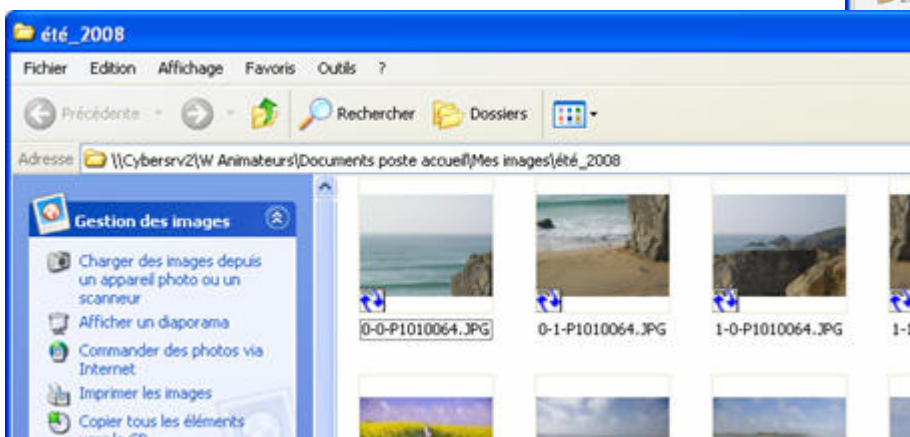 été_2008
Fichier Edition Affichage Favoris Outils ?
Précédente Rechercher Dossiers
Adresse \\Cybersrv2\W Animateurs\Documents poste accueil\Mes images\été_2008
Gestion des images
Charger des images depuis
un appareil photo ou un
scanneur
Afficher un diaporama
Commander des photos via
Internet
Imprimer les images
Copier tous les éléments
0-0-P1010064.JPG 0-1-P1010064.JPG 1-0-P1010064.JPG